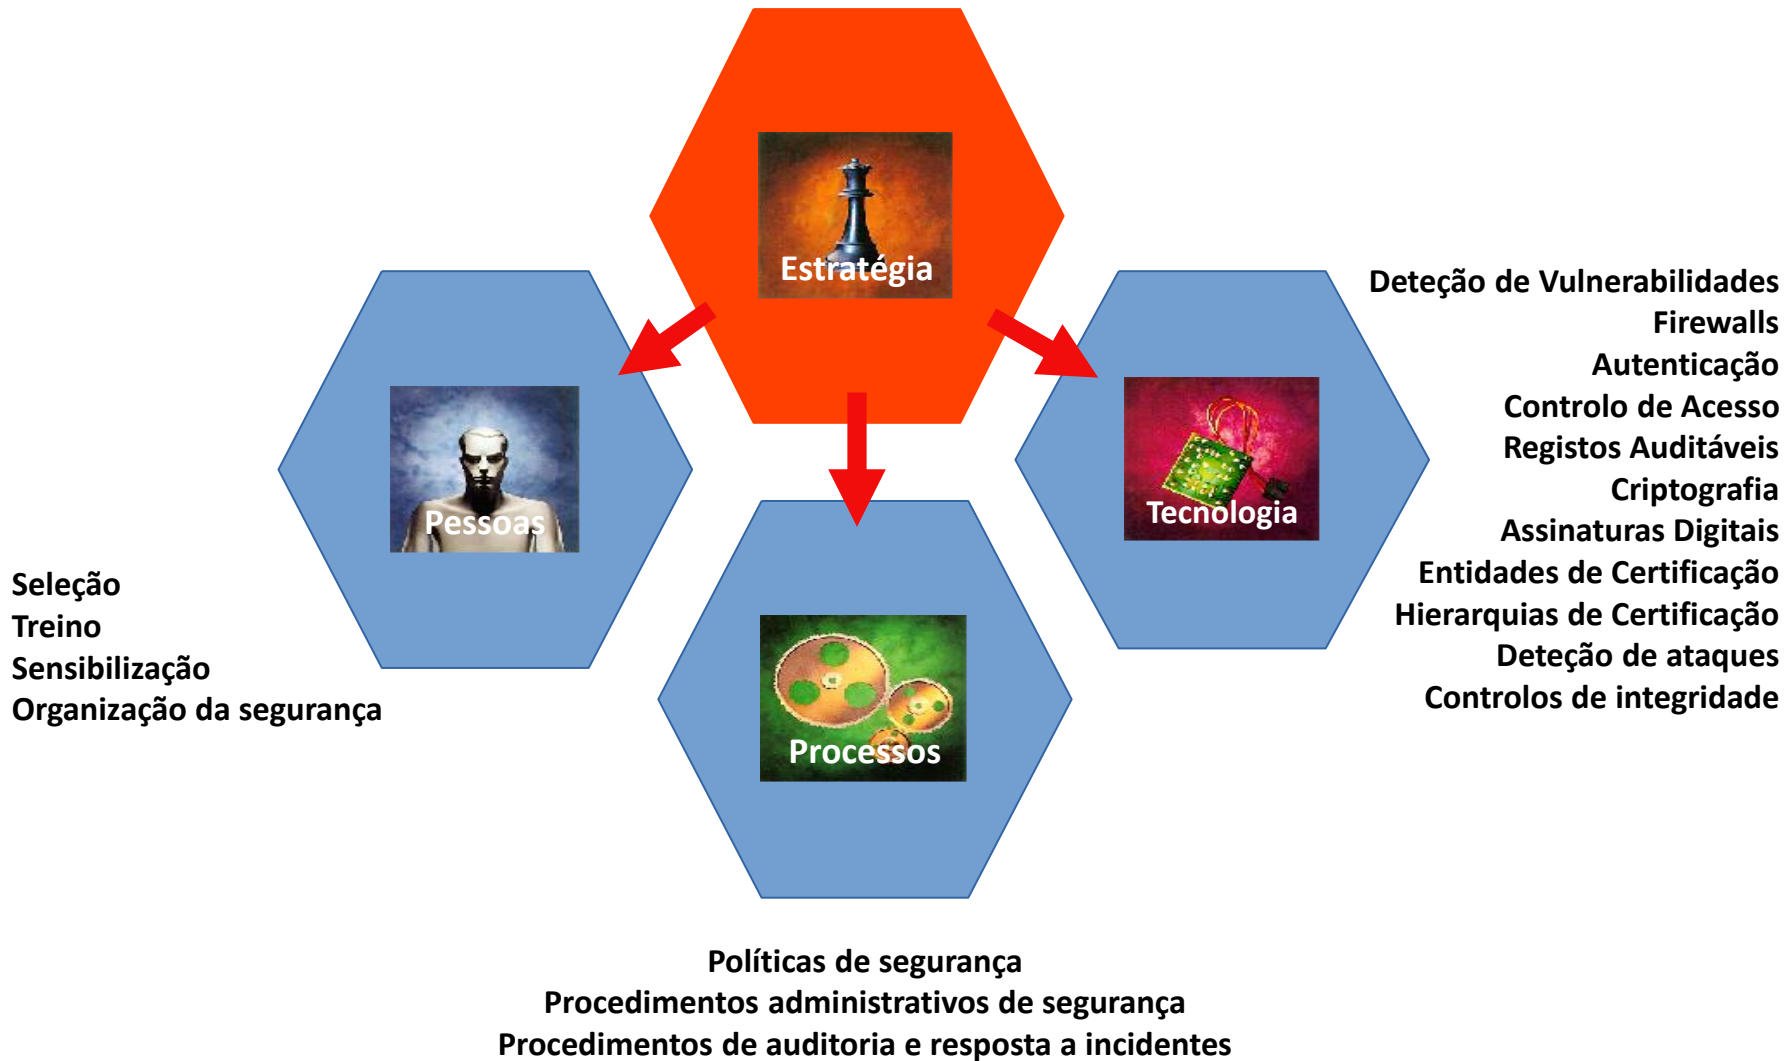 Estratégia
Pessoas
Seleção
Treino
Sensibilização
Organização da segurança
Processos
Políticas de segurança
Procedimentos administrativos de segurança
Procedimentos de auditoria e resposta a incidentes
Tecnologia
Deteção de Vulnerabilidades
Firewalls
Autenticação
Controlo de Acesso
Registos Auditáveis
Criptografia
Assinaturas Digitais
Entidades de Certificação
Hierarquias de Certificação
Deteção de ataques
Controlos de integridade